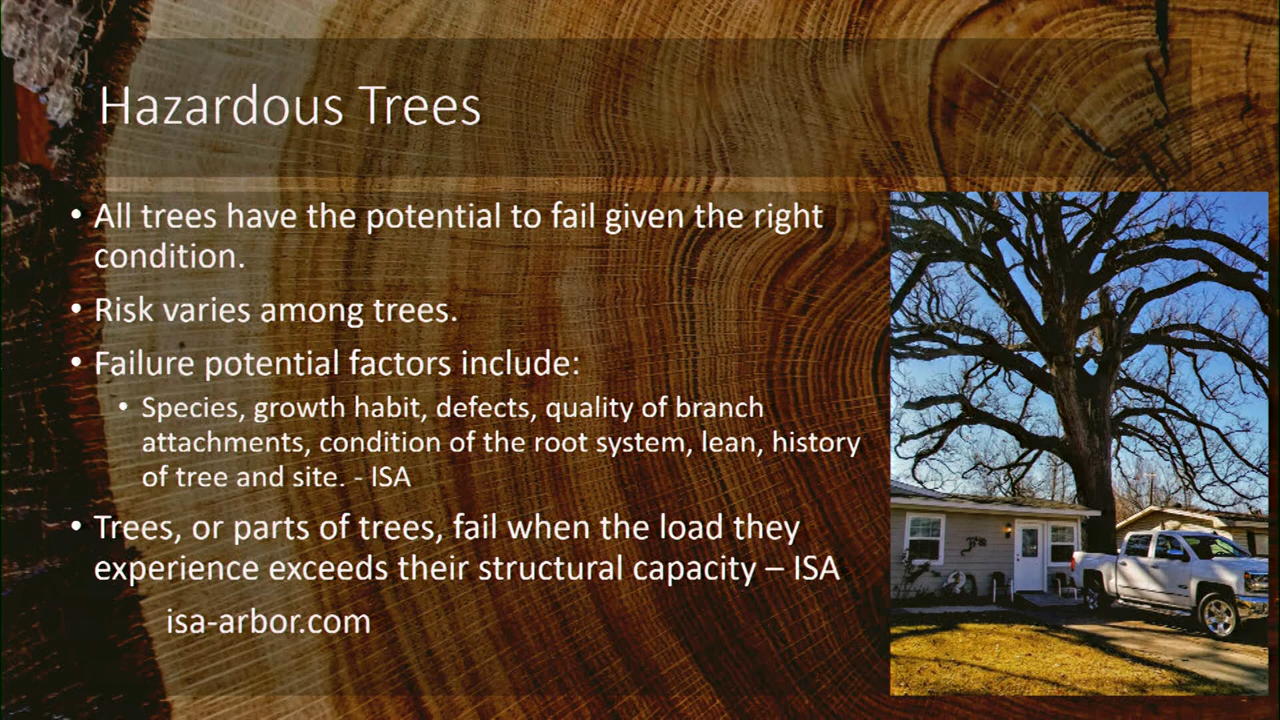 Hazardous Trees
• All trees have the potential to fail given the right
condition.
• Risk varies among trees.
• Failure potential factors include:
• Species, growth habit, defects, quality of branch
attachments, condition of the root system, lean, history
of tree and site. - ISA
• Trees, or parts of trees, fail when the load they
experience exceeds their structural capacity – ISA
isa-arbor.com